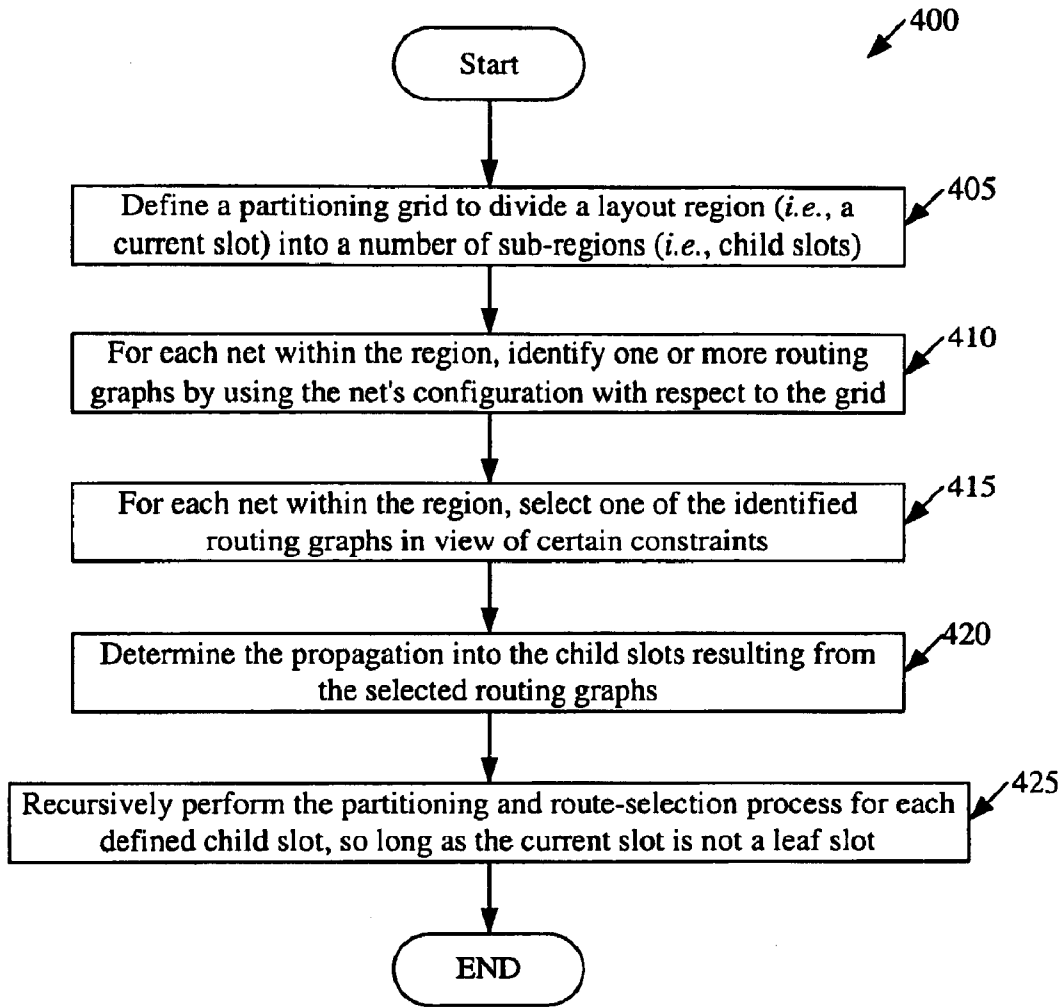 400
Start
405
Define a partitioning grid to divide a layout region (i.e., a
current slot) into a number of sub-regions (i.e., child slots)
410
For each net within the region, identify one or more routing
graphs by using the net's configuration with respect to the grid
415
For each net within the region, select one of the identified
routing graphs in view of certain constraints
420
Determine the propagation into the child slots resulting from
the selected routing graphs
425
Recursively perform the partitioning and route-selection process for each
defined child slot, so long as the current slot is not a leaf slot
END